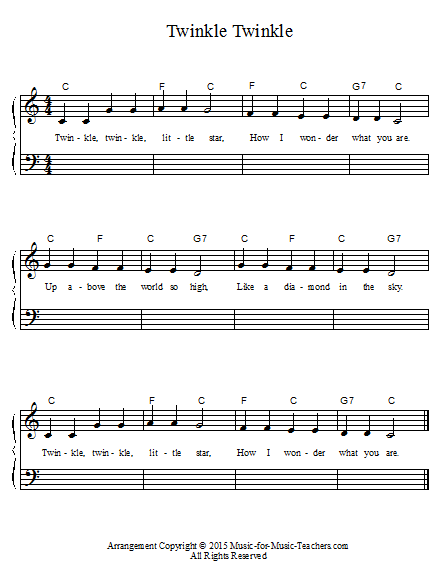 Twinkle Twinkle
C F C F C G7 C
4 4
Twin - kle, twin - kle, lit - tle star, How I won - der what you are.
4 4
C F C G7 C F C G7
Up a - bove the world so high, Like a dia - mond in the sky.
C F C F C G7 C
Twin - kle, twin - kle, lit - tle star, How I won - der what you are.
Arrangement Copyright © 2015 Music-for-Music-Teachers.com
All Rights Reserved